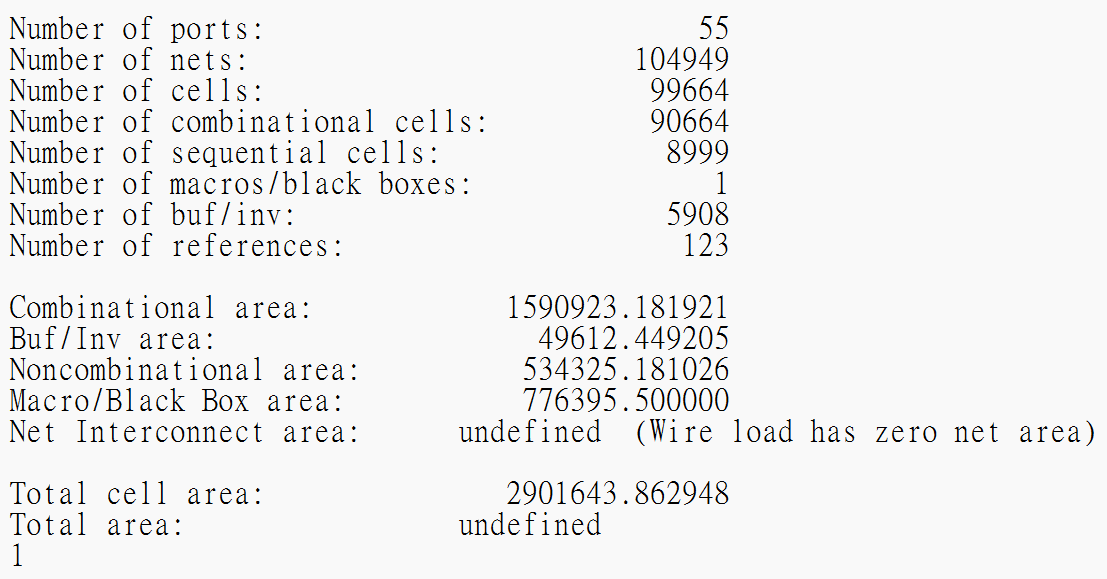 Number of ports: 55
Number of nets: 104949
Number of cells: 99664
Number of combinational cells: 90664
Number of sequential cells: 8999
Number of macros/black boxes: 1
Number of buf/inv: 5908
Number of references: 123
Combinational area: 1590923.181921
Buf/Inv area: 49612.449205
Noncombinational area: 534325.181026
Macro/Black Box area: 776395.500000
Net Interconnect area: undefined (Wire load has zero net area)
Total cell area: 2901643.862948
Total area: undefined
1